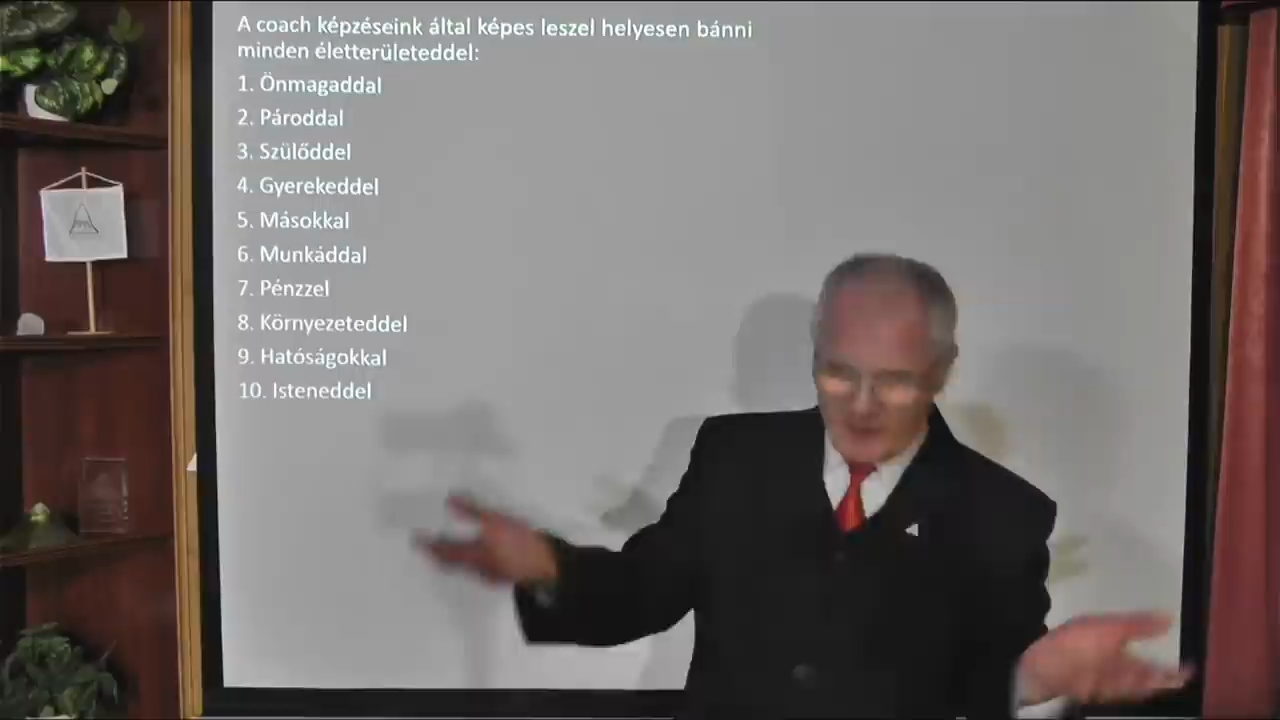 A coach képzéseink által képes leszel helyesen bánni
minden életterületeddel:
1. Önmagaddal
2. Pároddal
3. Szülőddel
4. Gyerekeddel
5. Másokkal
6. Munkáddal
7. Pénzzel
8. Környezeteddel
9. Hatóságokkal
10. Isteneddel